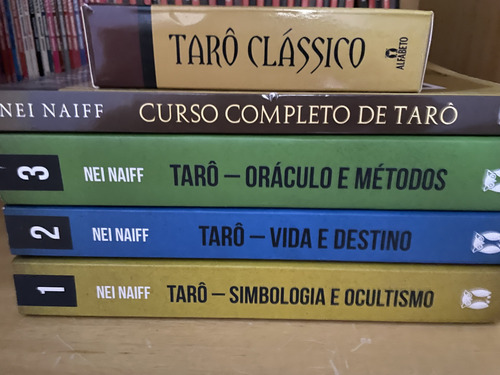 TARÔ CLÁSSICO
ALFABETO
NEI NAIFF CURSO COMPLETO DE TARÔ
3 NEI NAIFF TARÔ – ORÁCULO E MÉTODOS
2 NEI NAIFF TARÔ – VIDA E DESTINO
1 NEI NAIFF TARÔ – SIMBOLOGIA E OCULTISMO